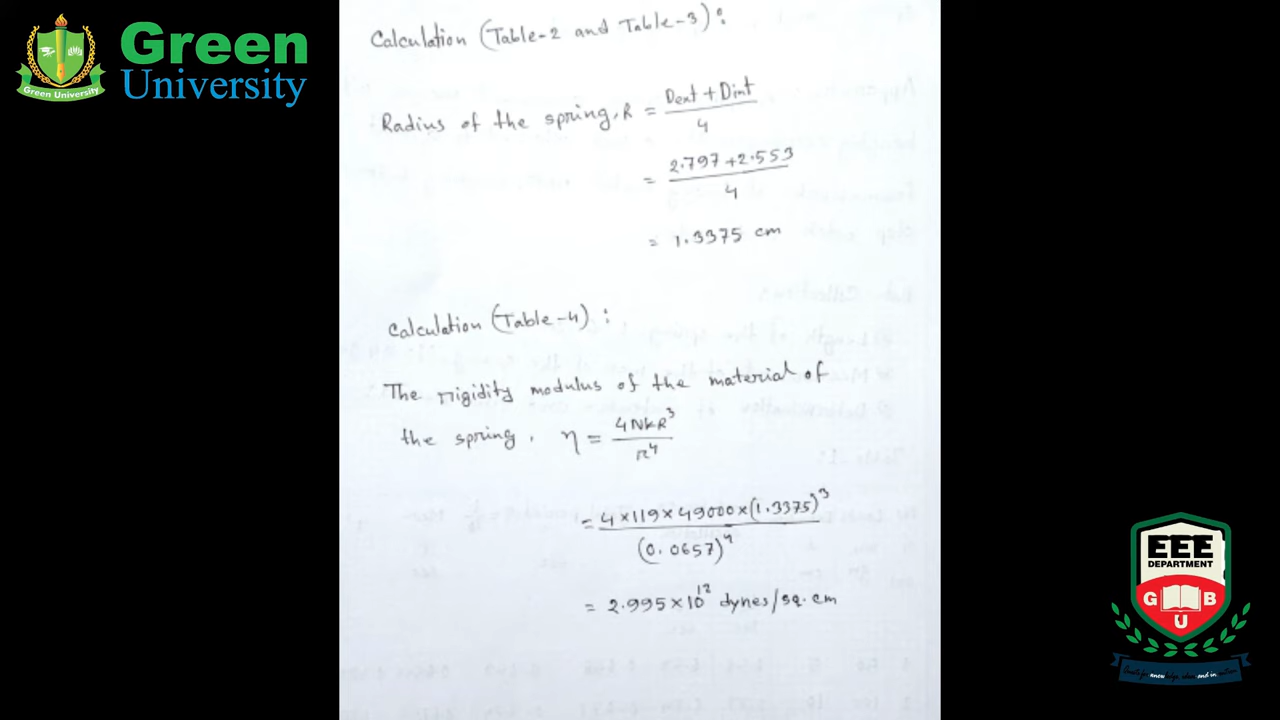 Green
University
Green University
Calculation (Table-2 and Table-3):
Radius of the spring, R = Dext + Dint / 4
= 2.797 + 2.553 / 4
= 1.3375 cm
Calculation (Table-4):
The rigidity modulus of the material of
the spring, η = 4NkR³ / r⁴
= 4 × 119 × 49000 × (1.3375)³ / (0.0657)⁴
= 2.995 × 10¹² dynes/sq.cm
EEE
DEPARTMENT
G U B